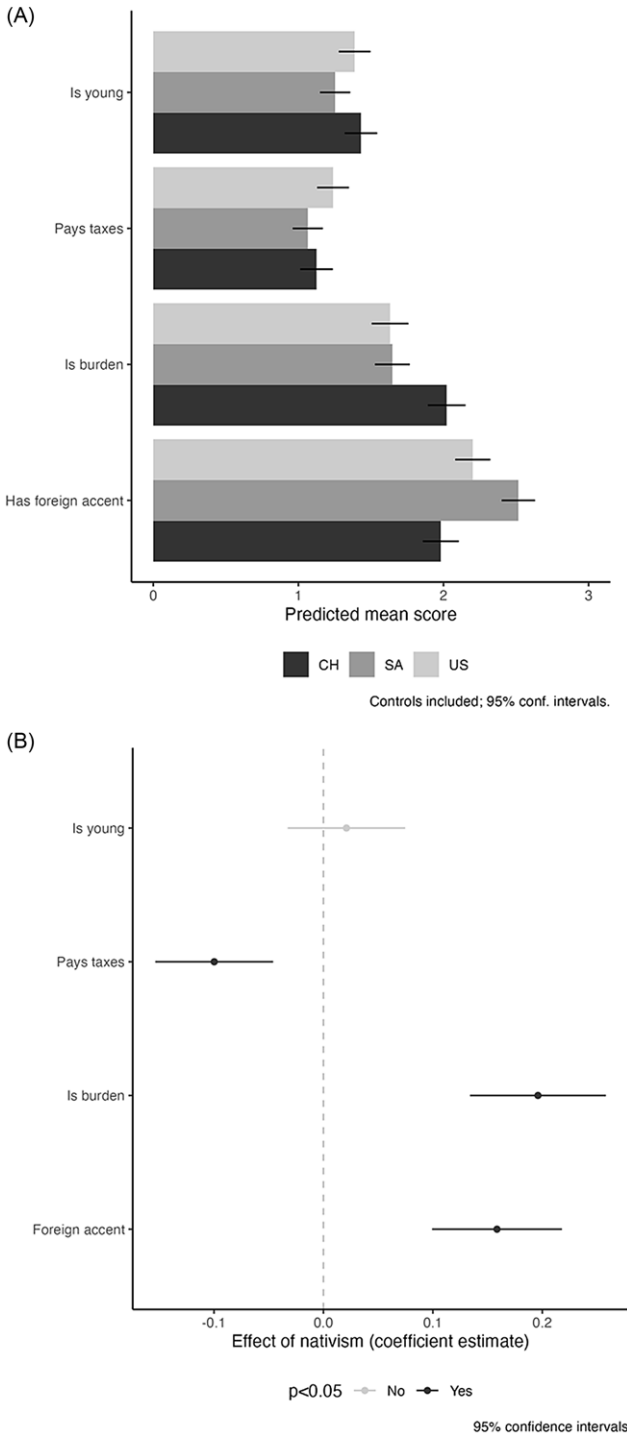 (A)
Is young
Pays taxes
Is burden
Has foreign accent
0 1 2 3
Predicted mean score
CH SA US
Controls included; 95% conf. intervals.
(B)
Is young
Pays taxes
Is burden
Foreign accent
-0.1 0.0 0.1 0.2
Effect of nativism (coefficient estimate)
p<0.05 No Yes
95% confidence intervals